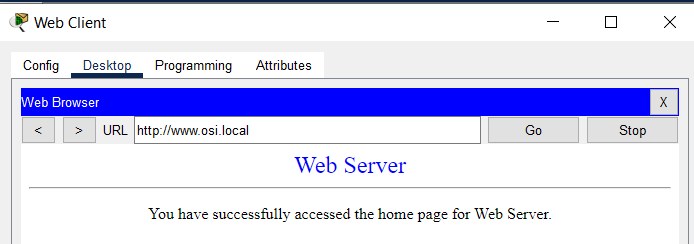 Web Client
Config Desktop Programming Attributes
Web Browser X
< > URL http://www.osi.local Go Stop
Web Server
You have successfully accessed the home page for Web Server.